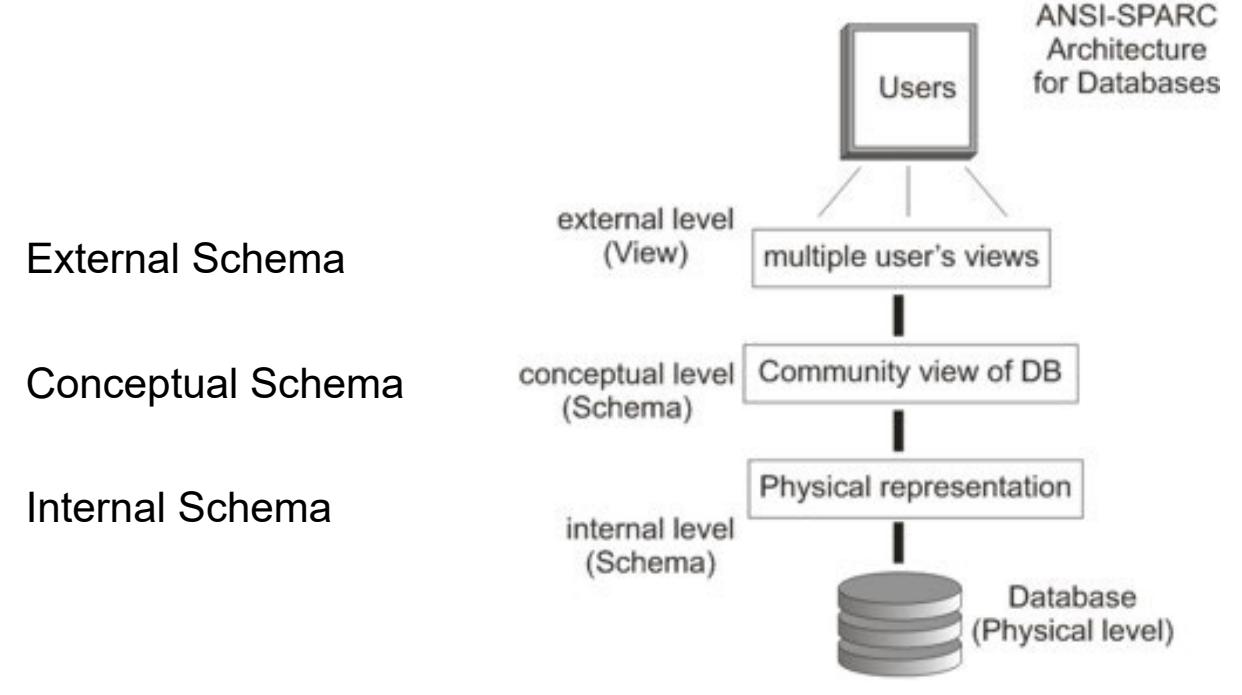 ANSI-SPARC
Architecture
for Databases
Users
External Schema
external level
(View)
multiple user's views
Conceptual Schema
conceptual level
(Schema)
Community view of DB
Internal Schema
internal level
(Schema)
Physical representation
Database
(Physical level)